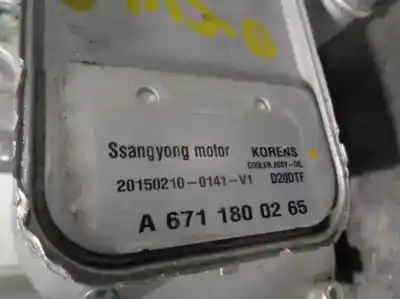 Ssangyong motor KORENS
COOLER ASSY-OIL
20150210-0141-V1 D20DTF
A 671 180 02 65